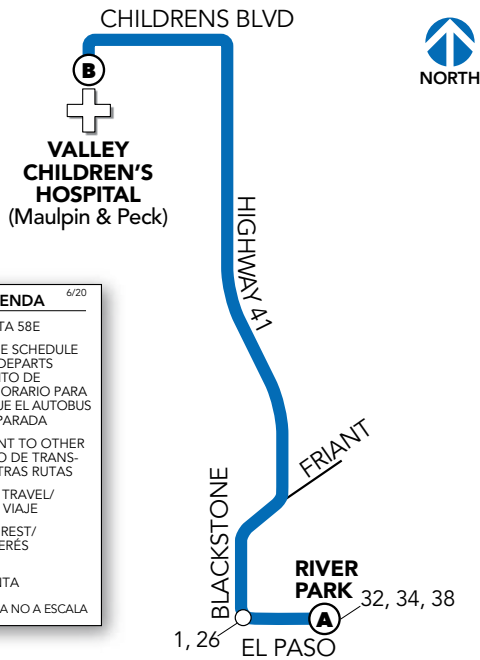 CHILDRENS BLVD
NORTH
B
VALLEY
CHILDREN'S
HOSPITAL
(Maulpin & Peck)
HIGHWAY 41
6/20
ENDA
TA 58E
E SCHEDULE
DEPARTS
TO DE
ORARIO PARA
UE EL AUTOBUS
PARADA
NT TO OTHER
O DE TRANS-
TRAS RUTAS
TRAVEL/
VIAJE
REST/
ERÉS
TA
A NO A ESCALA
FRIANT
BLACKSTONE
RIVER
PARK
A
32, 34, 38
1, 26
EL PASO